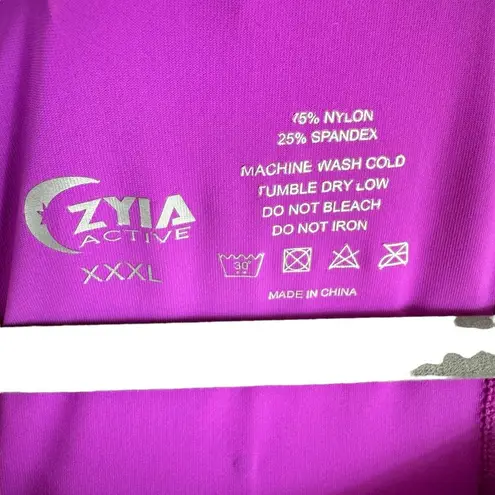 ZYIA
ACTIVE
XXXL
% NYLON
25% SPANDEX
MACHINE WASH COLD
TUMBLE DRY LOW
DO NOT BLEACH
DO NOT IRON
30°
MADE IN CHINA